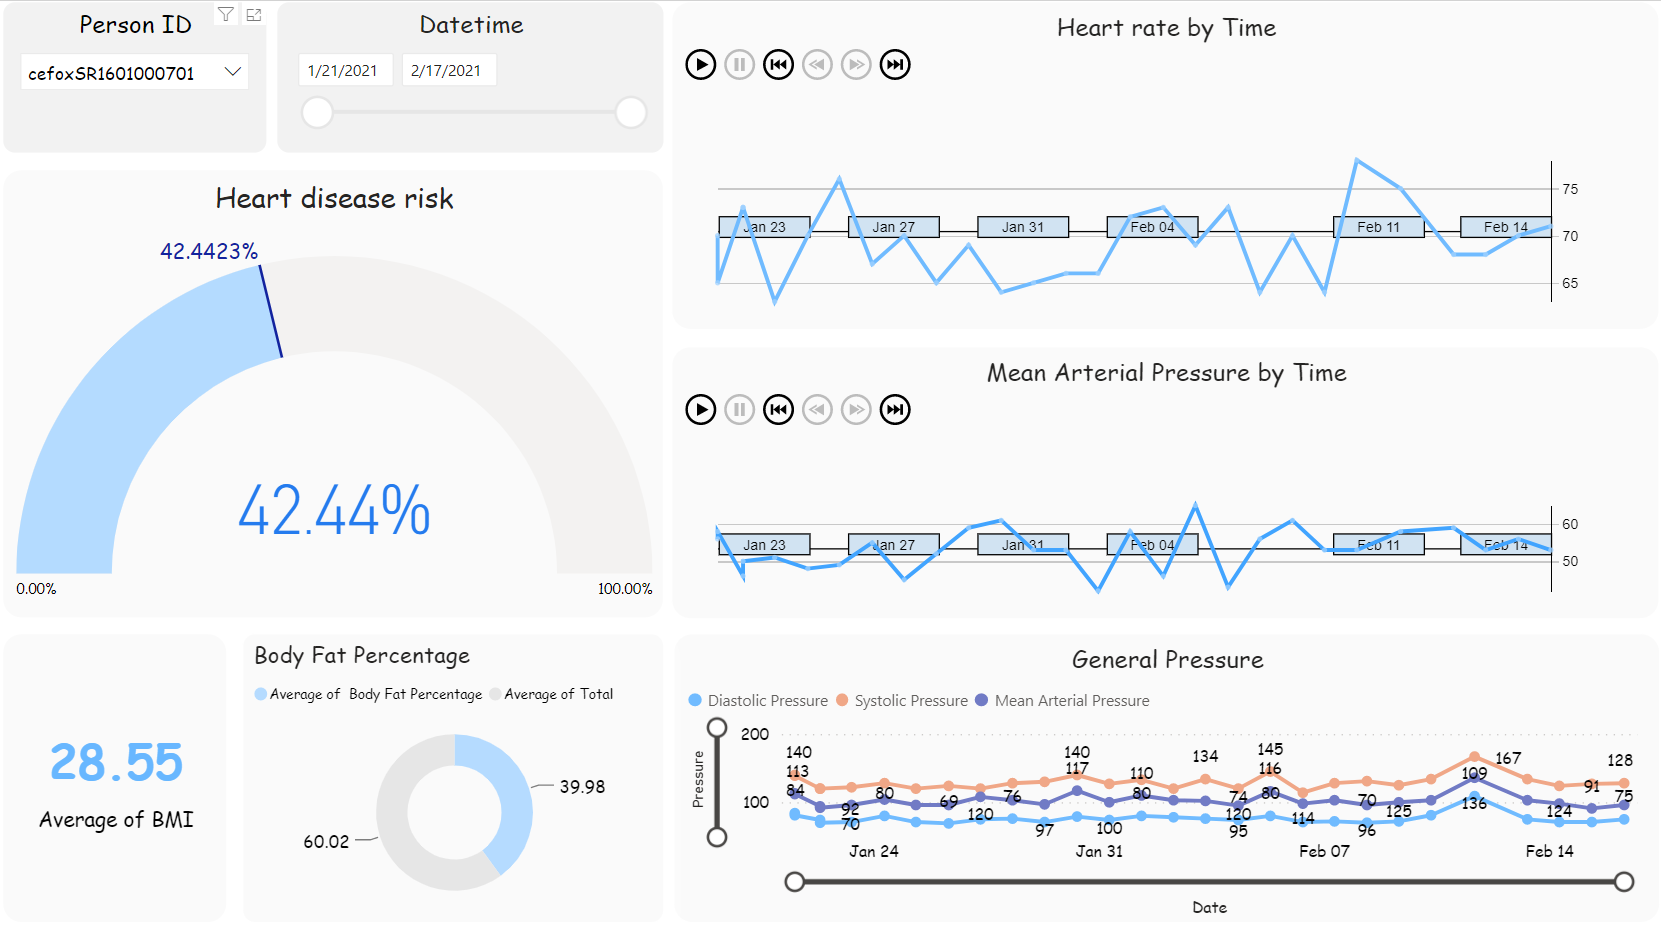 Person ID
cefoxSR1601000701
Datetime
1/21/2021 2/17/2021
Heart disease risk
42.4423%
42.44%
0.00% 100.00%
28.55
Average of BMI
Body Fat Percentage
Average of Body Fat Percentage Average of Total
39.98
60.02
Heart rate by Time
75
Jan 23 Jan 27 Jan 31 Feb 04 Feb 11 Feb 14
70
65
Mean Arterial Pressure by Time
60
Jan 23 Jan 27 Jan 31 Feb 04 Feb 11 Feb 14
50
General Pressure
Diastolic Pressure Systolic Pressure Mean Arterial Pressure
Pressure
200
140 140 134 145 167 128
113 117 110 116 109
84 80 69 76 80 74 80 70 91 75
100
92 120 120 114 125 136 124
70 97 100 95 96
Jan 24 Jan 31 Feb 07 Feb 14
Date